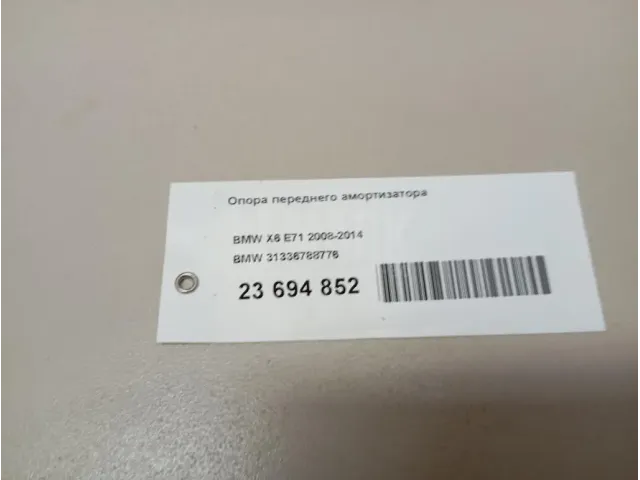 Опора переднего амортизатора
BMW X6 E71 2008-2014
BMW 31336788776
23 694 852